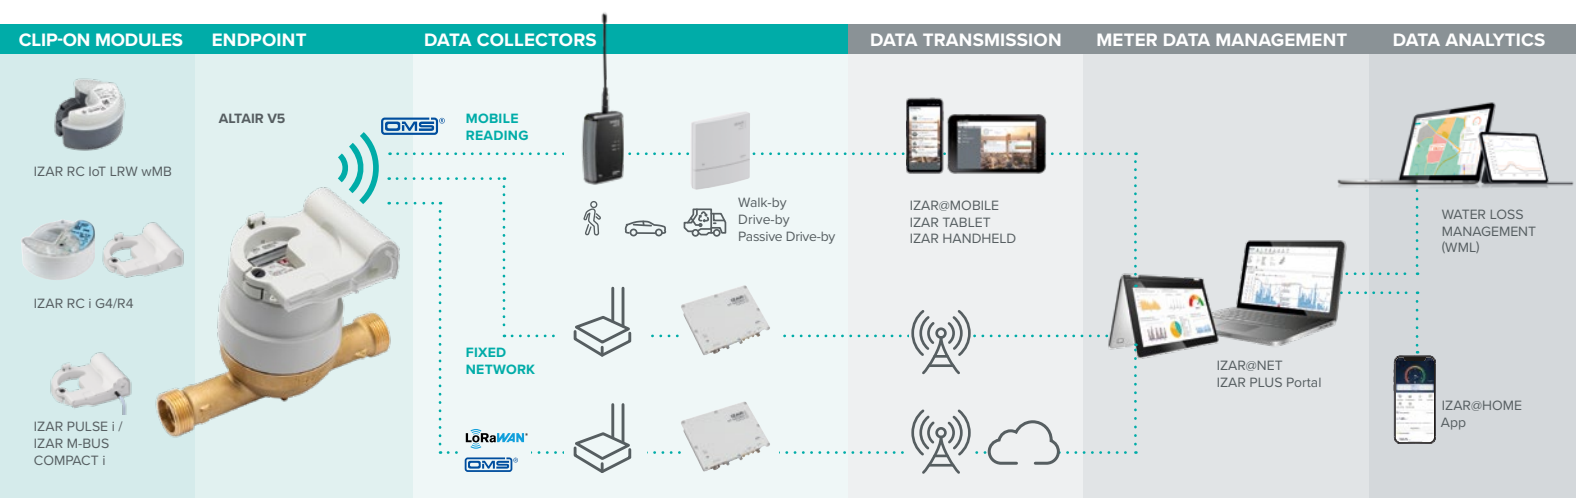 CLIP-ON MODULES
ENDPOINT
DATA COLLECTORS
DATA TRANSMISSION
METER DATA MANAGEMENT
DATA ANALYTICS
IZAR RC IoT LRW wMB
IZAR RC i G4/R4
IZAR PULSE i /
IZAR M-BUS
COMPACT i
ALTAIR V5
OMS®
MOBILE
READING
Walk-by
Drive-by
Passive Drive-by
FIXED
NETWORK
LoRaWAN®
OMS®
IZAR@MOBILE
IZAR TABLET
IZAR HANDHELD
IZAR@NET
IZAR PLUS Portal
WATER LOSS
MANAGEMENT
(WML)
IZAR@HOME
App